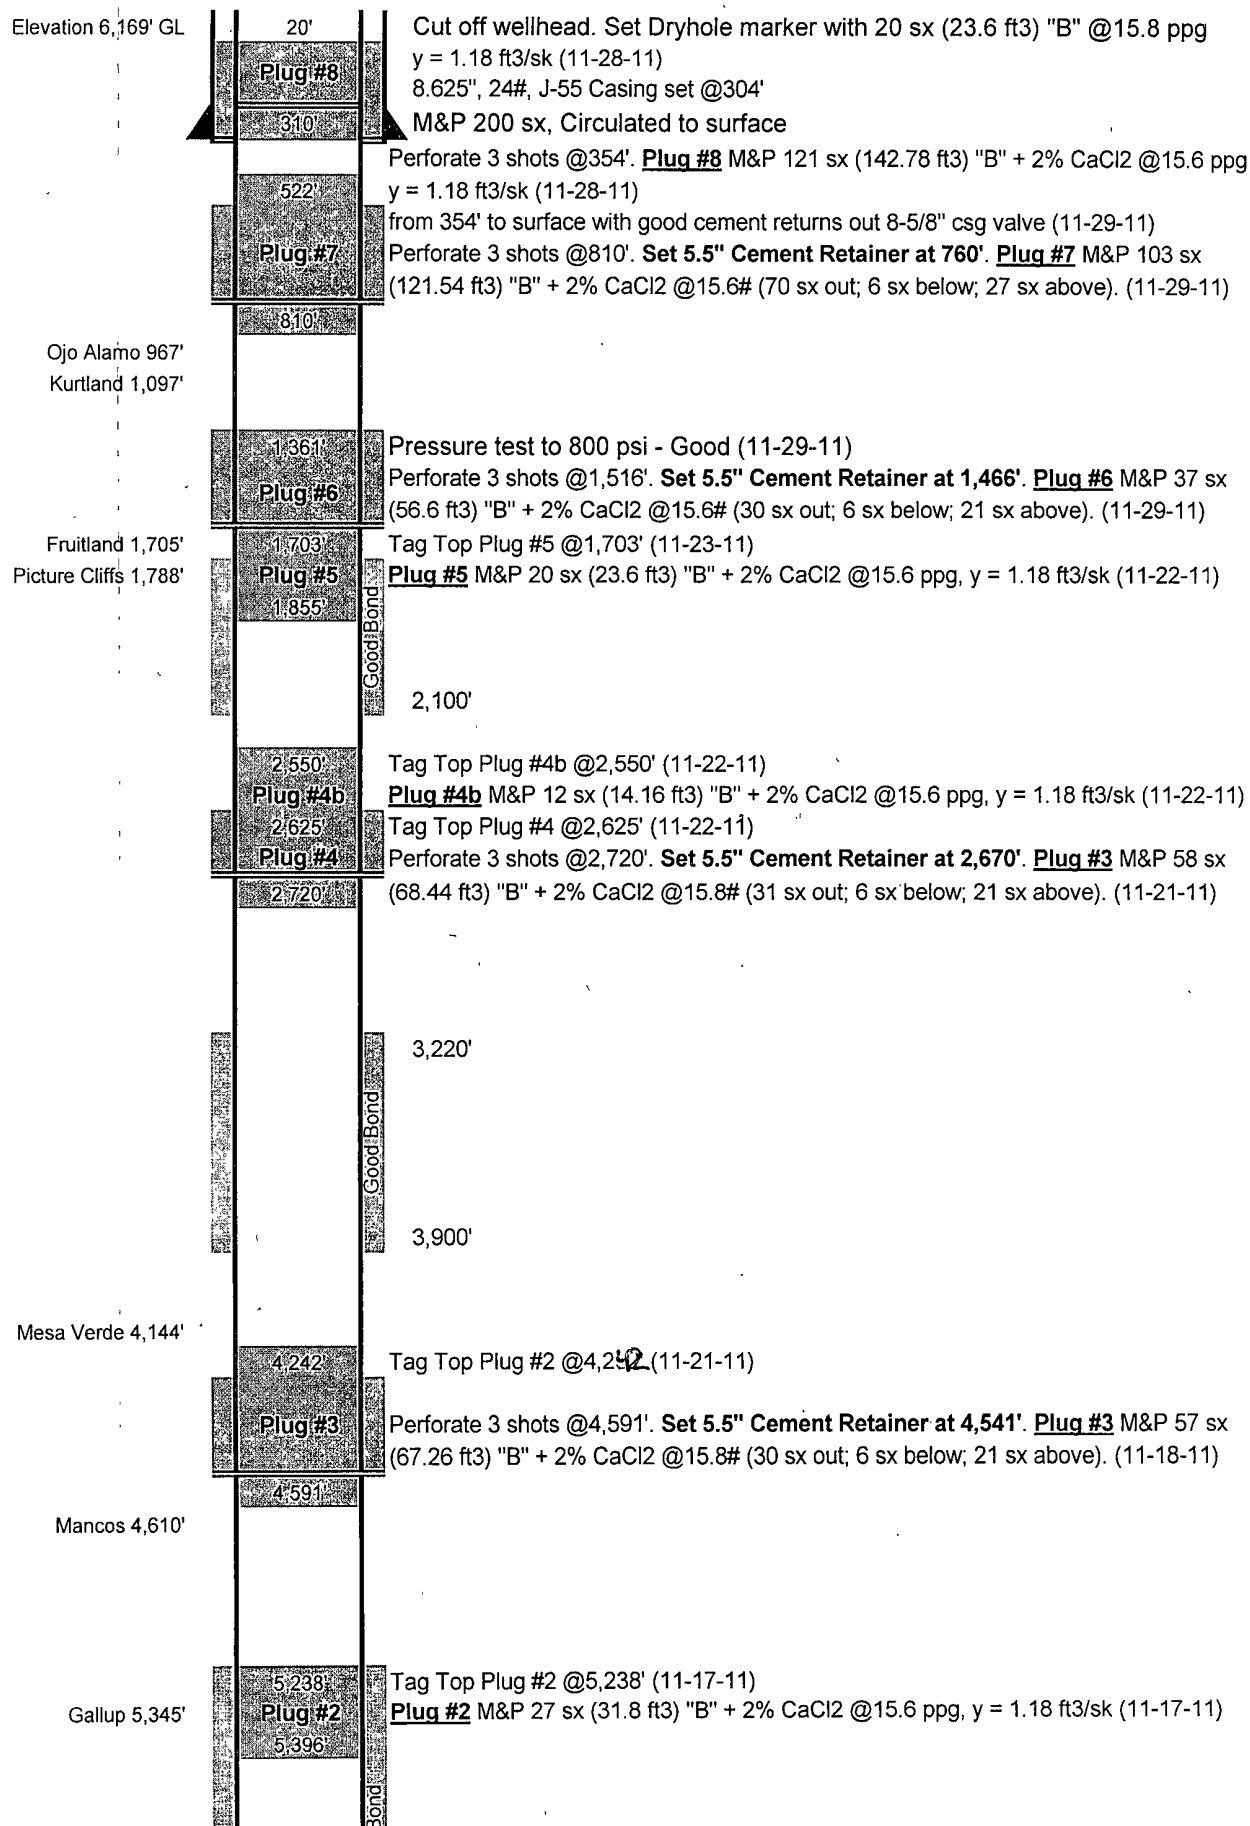 Elevation 6,169' GL
20'
Cut off wellhead. Set Dryhole marker with 20 sx (23.6 ft3) "B" @15.8 ppg
y = 1.18 ft3/sk (11-28-11)
Plug #8
8.625", 24#, J-55 Casing set @304'
310'
M&P 200 sx, Circulated to surface
Perforate 3 shots @354'. Plug #8 M&P 121 sx (142.78 ft3) "B" + 2% CaCl2 @15.6 ppg
522'
y = 1.18 ft3/sk (11-28-11)
from 354' to surface with good cement returns out 8-5/8" csg valve (11-29-11)
Plug #7
Perforate 3 shots @810'. Set 5.5" Cement Retainer at 760'. Plug #7 M&P 103 sx
(121.54 ft3) "B" + 2% CaCl2 @15.6# (70 sx out; 6 sx below; 27 sx above). (11-29-11)
810'
Ojo Alamo 967'
Kurtland 1,097'
1,361'
Pressure test to 800 psi - Good (11-29-11)
Plug #6
Perforate 3 shots @1,516'. Set 5.5" Cement Retainer at 1,466'. Plug #6 M&P 37 sx
(56.6 ft3) "B" + 2% CaCl2 @15.6# (30 sx out; 6 sx below; 21 sx above). (11-29-11)
Fruitland 1,705'
1,703'
Tag Top Plug #5 @1,703' (11-23-11)
Picture Cliffs 1,788'
Plug #5
Plug #5 M&P 20 sx (23.6 ft3) "B" + 2% CaCl2 @15.6 ppg, y = 1.18 ft3/sk (11-22-11)
1,855'
Good Bond
2,100'
2,550'
Tag Top Plug #4b @2,550' (11-22-11)
Plug #4b
Plug #4b M&P 12 sx (14.16 ft3) "B" + 2% CaCl2 @15.6 ppg, y = 1.18 ft3/sk (11-22-11)
2,625'
Tag Top Plug #4 @2,625' (11-22-11)
Plug #4
Perforate 3 shots @2,720'. Set 5.5" Cement Retainer at 2,670'. Plug #3 M&P 58 sx
2,720'
(68.44 ft3) "B" + 2% CaCl2 @15.8# (31 sx out; 6 sx below; 21 sx above). (11-21-11)
3,220'
Good Bond
3,900'
Mesa Verde 4,144'
4,242'
Tag Top Plug #2 @4,242 (11-21-11)
Plug #3
Perforate 3 shots @4,591'. Set 5.5" Cement Retainer at 4,541'. Plug #3 M&P 57 sx
(67.26 ft3) "B" + 2% CaCl2 @15.8# (30 sx out; 6 sx below; 21 sx above). (11-18-11)
4,591'
Mancos 4,610'
5,238'
Tag Top Plug #2 @5,238' (11-17-11)
Gallup 5,345'
Plug #2
Plug #2 M&P 27 sx (31.8 ft3) "B" + 2% CaCl2 @15.6 ppg, y = 1.18 ft3/sk (11-17-11)
5,396'
Bond